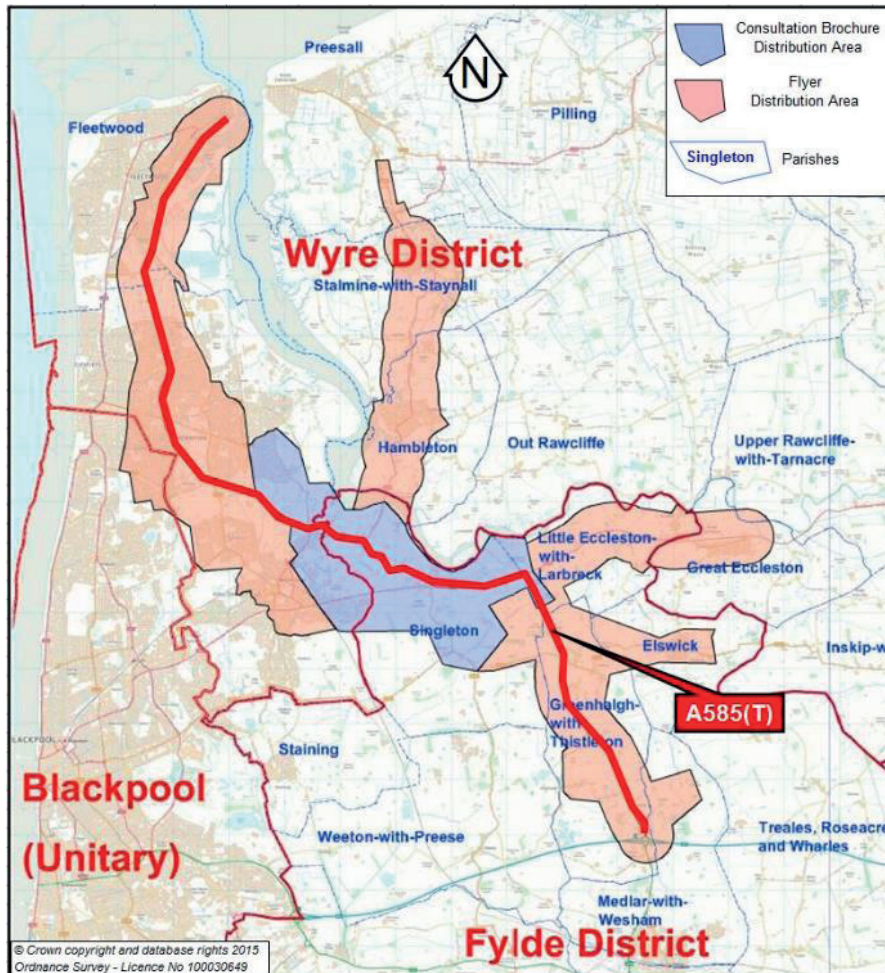 Preesall
Fleetwood
N
Pilling
Consultation Brochure
Distribution Area
Flyer
Distribution Area
Singleton
Parishes
Wyre District
Stalmine-with-Staynall
Hambleton
Out Rawcliffe
Upper Rawcliffe-
with-Tarnacre
Little Eccleston-
with-
Larbreck
Great Eccleston
Singleton
Elswick
Inskip-w
A585(T)
Greenhalgh-
with-
Thistleton
Staining
BLACKPOOL
Blackpool
(Unitary)
Weeton-with-Preese
Treales, Roseacre
and Wharles
Medlar-with-
Wesham
Fylde District
© Crown copyright and database rights 2015
Ordnance Survey - Licence No 100030649